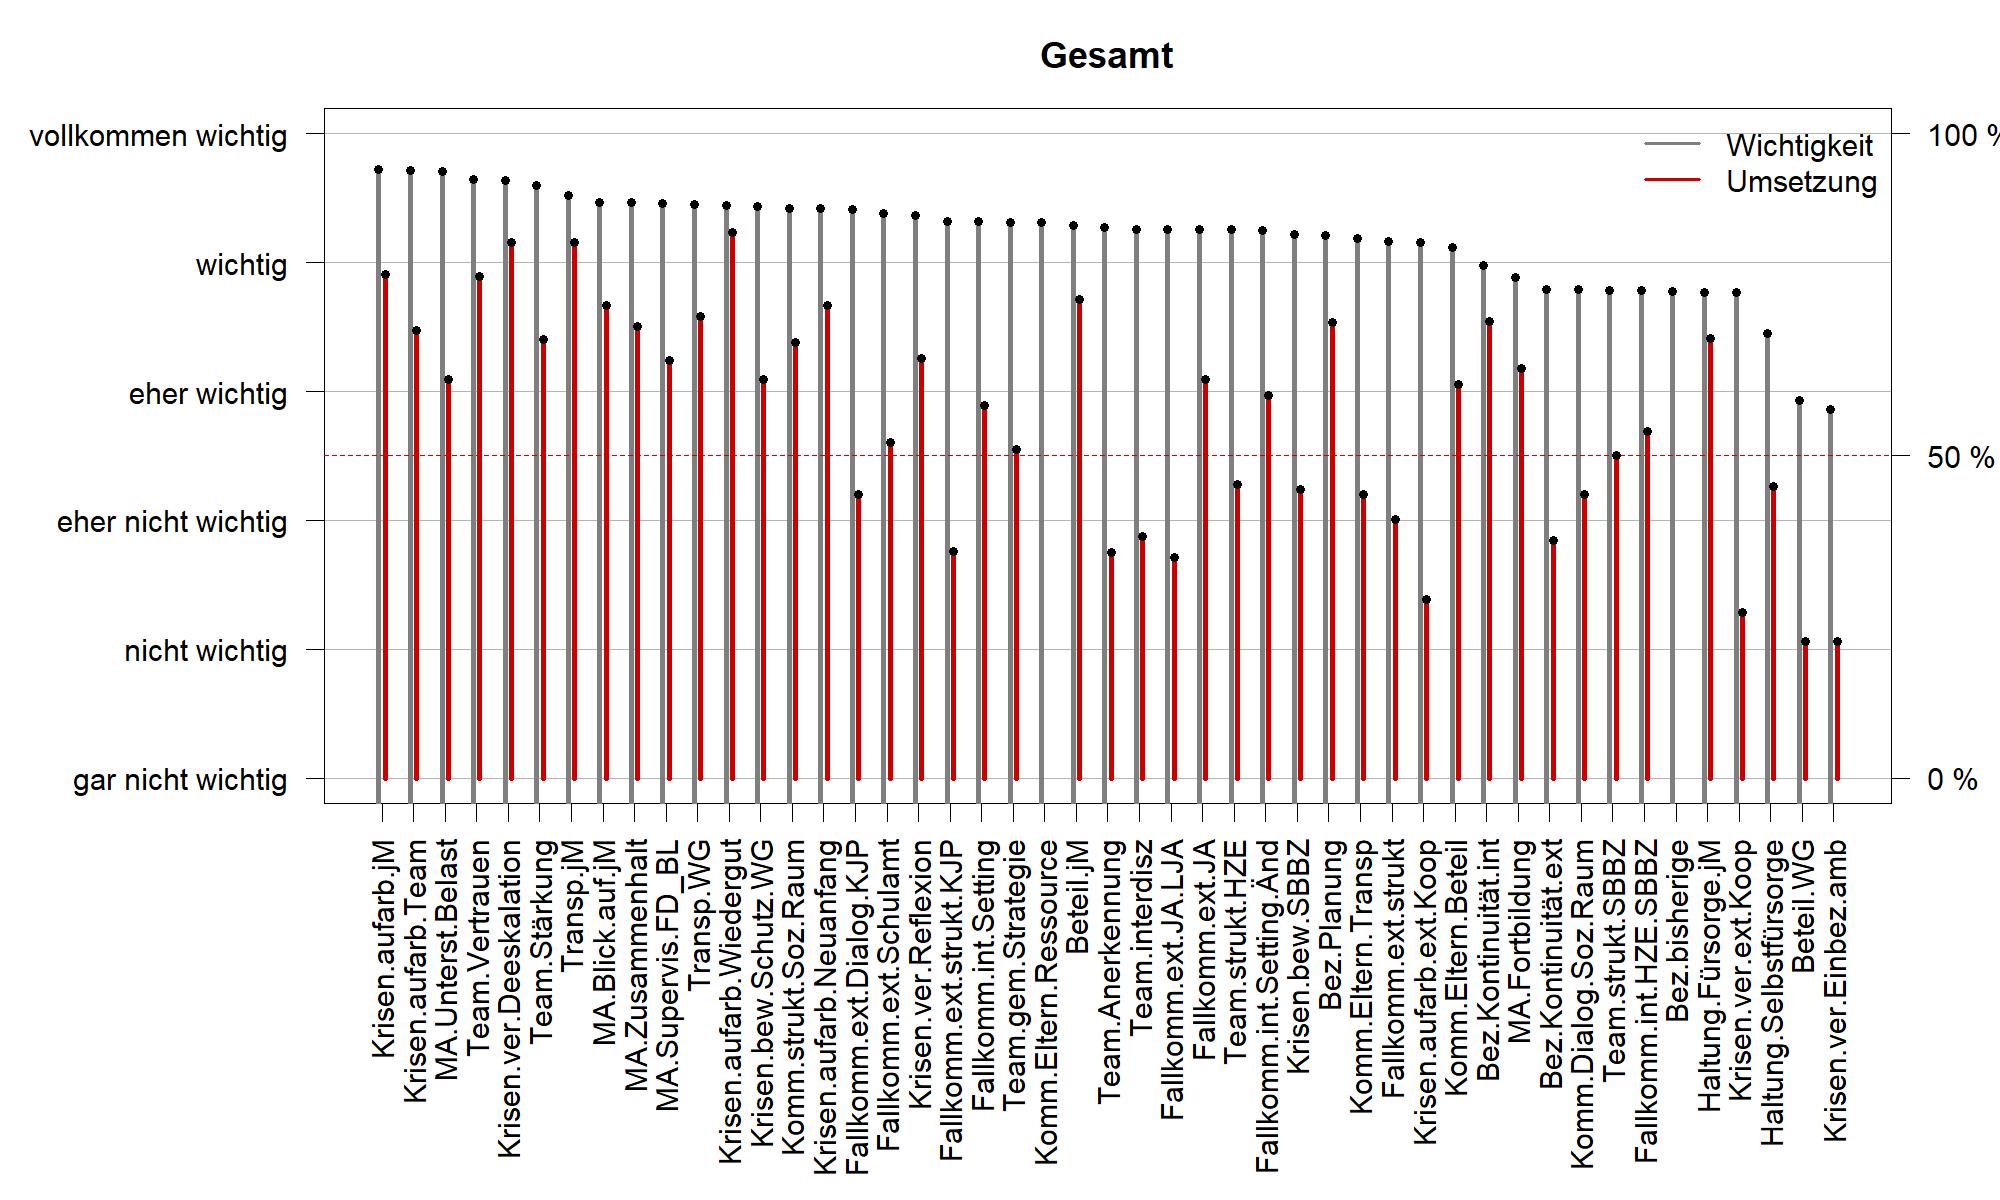 Gesamt
vollkommen wichtig
wichtig
eher wichtig
eher nicht wichtig
nicht wichtig
gar nicht wichtig
100 %
50 %
0 %
Wichtigkeit
Umsetzung
Krisen.aufarb.jM
Krisen.aufarb.Team
MA.Unterst.Belast
Team.Vertrauen
Krisen.ver.Deeskalation
Team.Stärkung
Transp.jM
MA.Blick.auf.jM
MA.Zusammenhalt
MA.Supervis.FD_BL
Transp.WG
Krisen.aufarb.Wiedergut
Krisen.bew.Schutz.WG
Komm.strukt.Soz.Raum
Krisen.aufarb.Neuanfang
Fallkomm.ext.Dialog.KJP
Fallkomm.ext.Schulamt
Krisen.ver.Reflexion
Fallkomm.ext.strukt.KJP
Fallkomm.int.Setting
Team.gem.Strategie
Komm.Eltern.Ressource
Beteil.jM
Team.Anerkennung
Team.interdisz
Fallkomm.ext.JA.LJA
Fallkomm.ext.JA
Team.strukt.HZE
Fallkomm.int.Setting.Änd
Krisen.bew.SBBZ
Bez.Planung
Komm.Eltern.Transp
Fallkomm.ext.strukt
Krisen.aufarb.ext.Koop
Komm.Eltern.Beteil
Bez.Kontinuität.int
MA.Fortbildung
Bez.Kontinuität.ext
Komm.Dialog.Soz.Raum
Team.strukt.SBBZ
Fallkomm.int.HZE.SBBZ
Bez.bisherige
Haltung.Fürsorge.jM
Krisen.ver.ext.Koop
Haltung.Selbstfürsorge
Beteil.WG
Krisen.ver.Einbez.amb